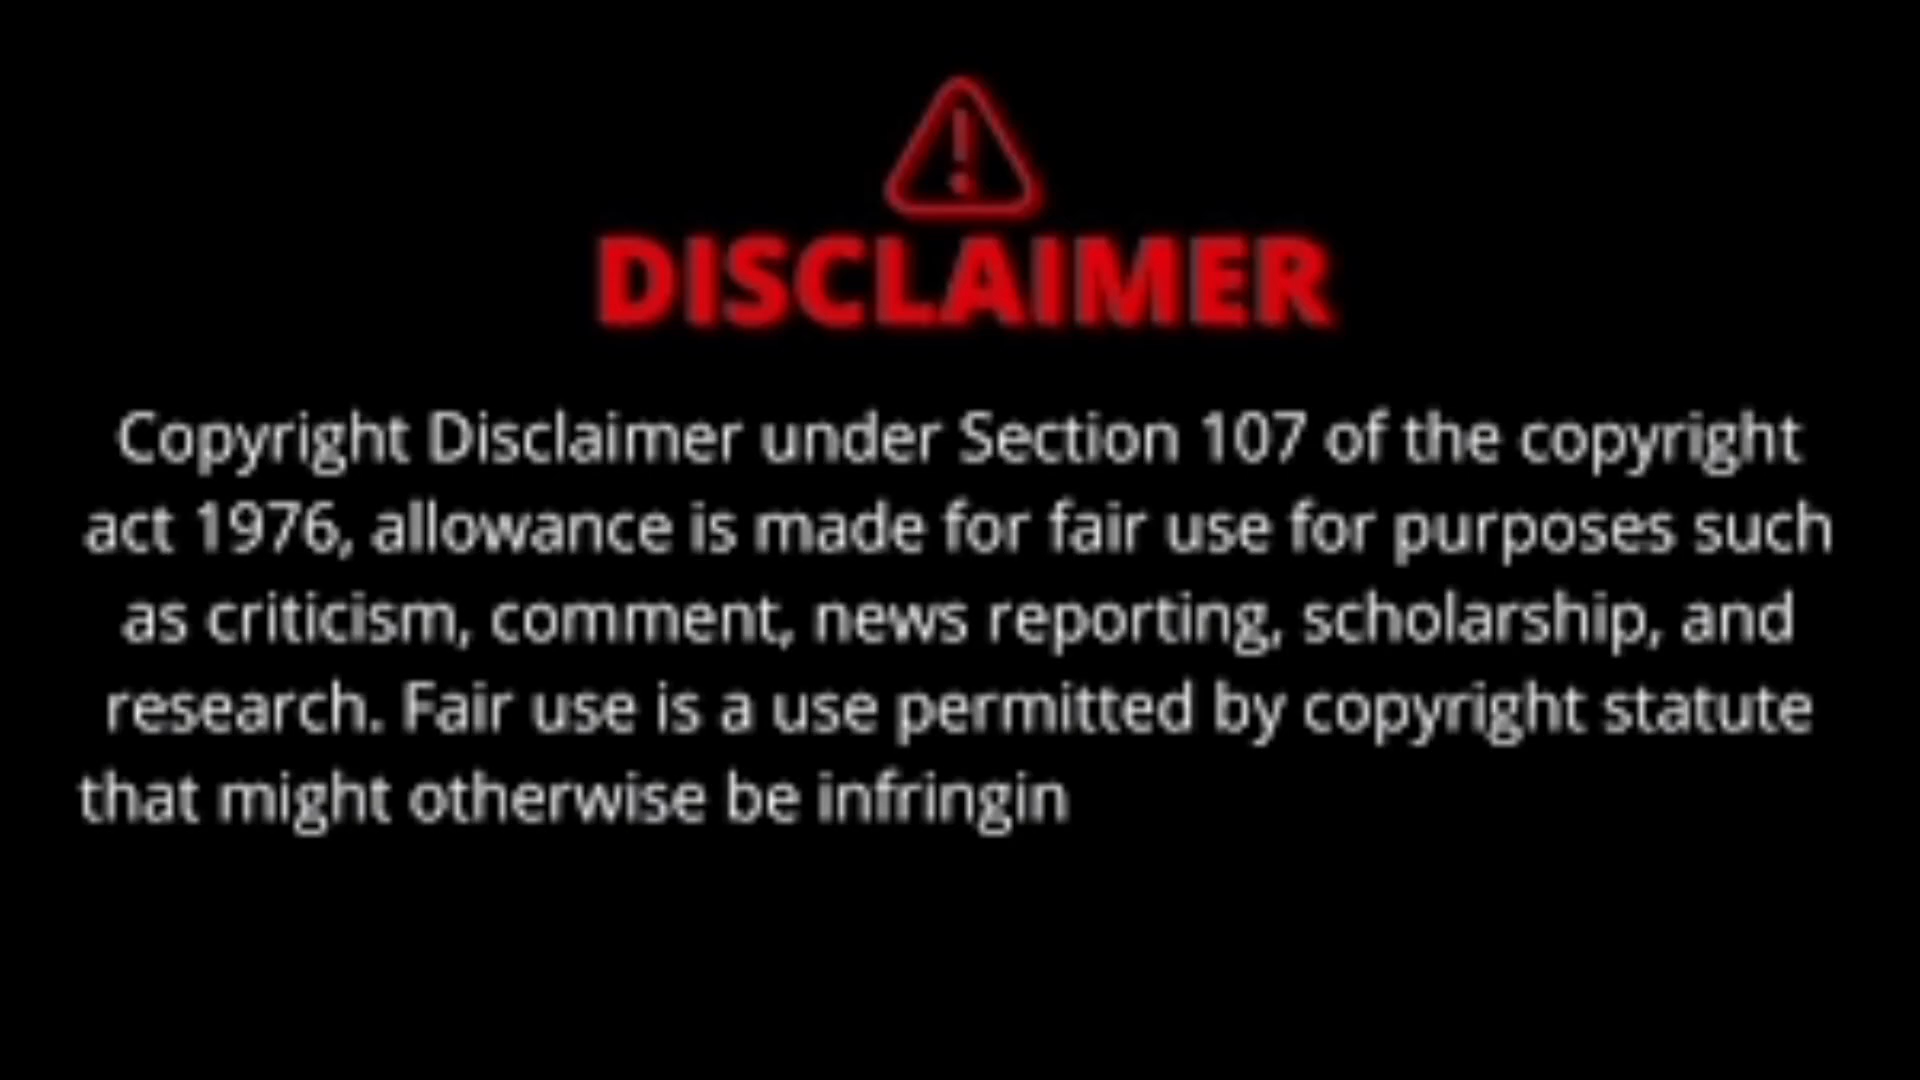 DISCLAIMER
Copyright Disclaimer under Section 107 of the copyright
act 1976, allowance is made for fair use for purposes such
as criticism, comment, news reporting, scholarship, and
research. Fair use is a use permitted by copyright statute
that might otherwise be infringin